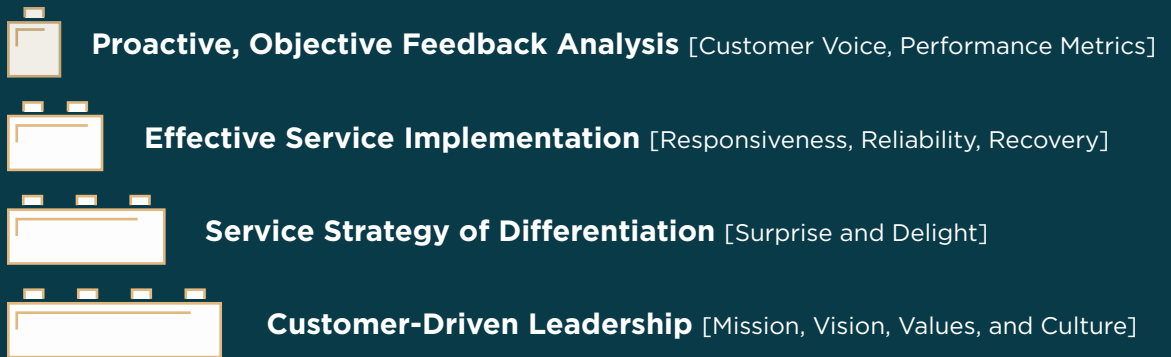 Proactive, Objective Feedback Analysis [Customer Voice, Performance Metrics]
Effective Service Implementation [Responsiveness, Reliability, Recovery]
Service Strategy of Differentiation [Surprise and Delight]
Customer-Driven Leadership [Mission, Vision, Values, and Culture]